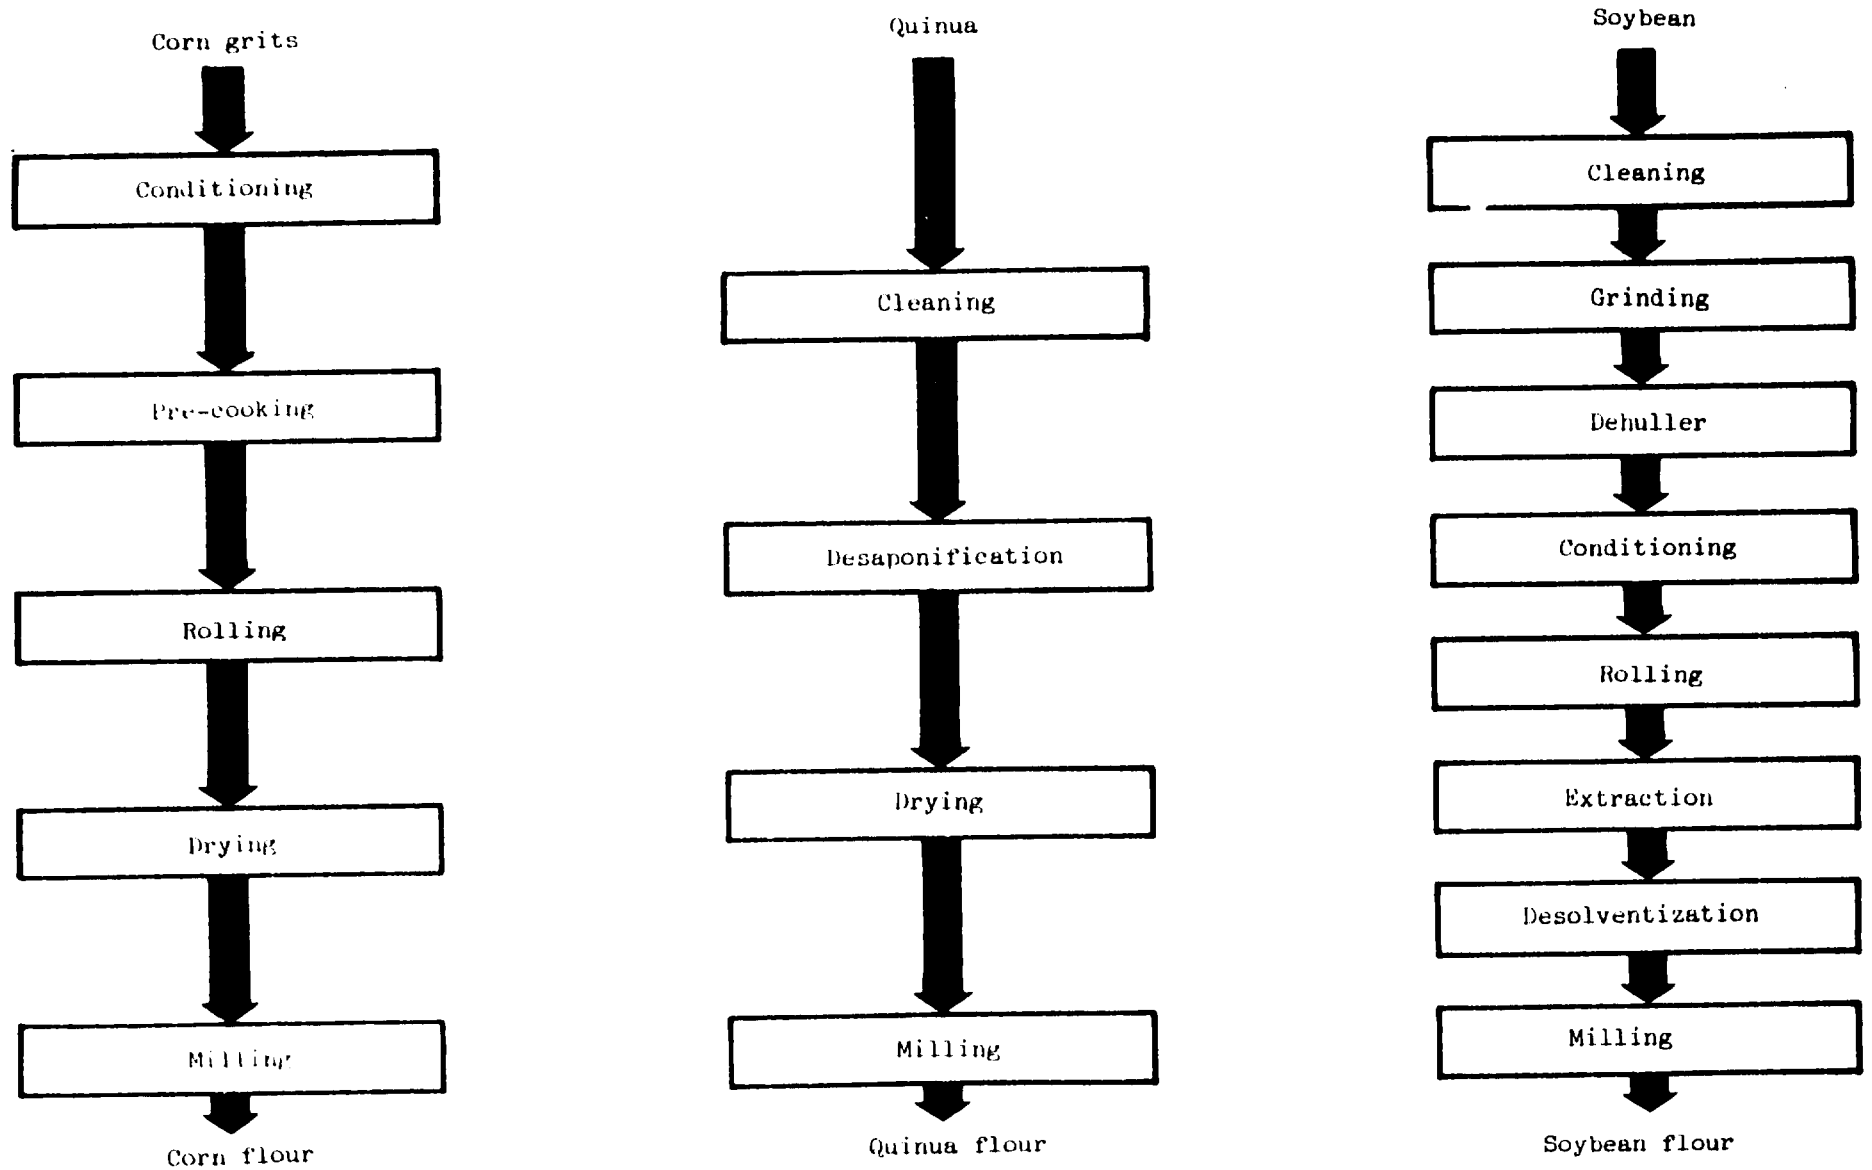 Corn grits
Conditioning
Pre-cooking
Rolling
Drying
Milling
Corn flour
Quinua
Cleaning
Desaponification
Drying
Milling
Quinua flour
Soybean
Cleaning
Grinding
Dehuller
Conditioning
Rolling
Extraction
Desolventization
Milling
Soybean flour